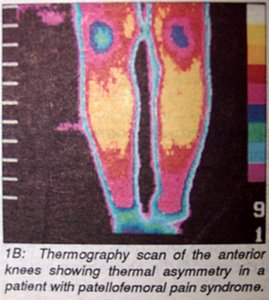 9
1
1B: Thermography scan of the anterior
knees showing thermal asymmetry in a
patient with patellofemoral pain syndrome.